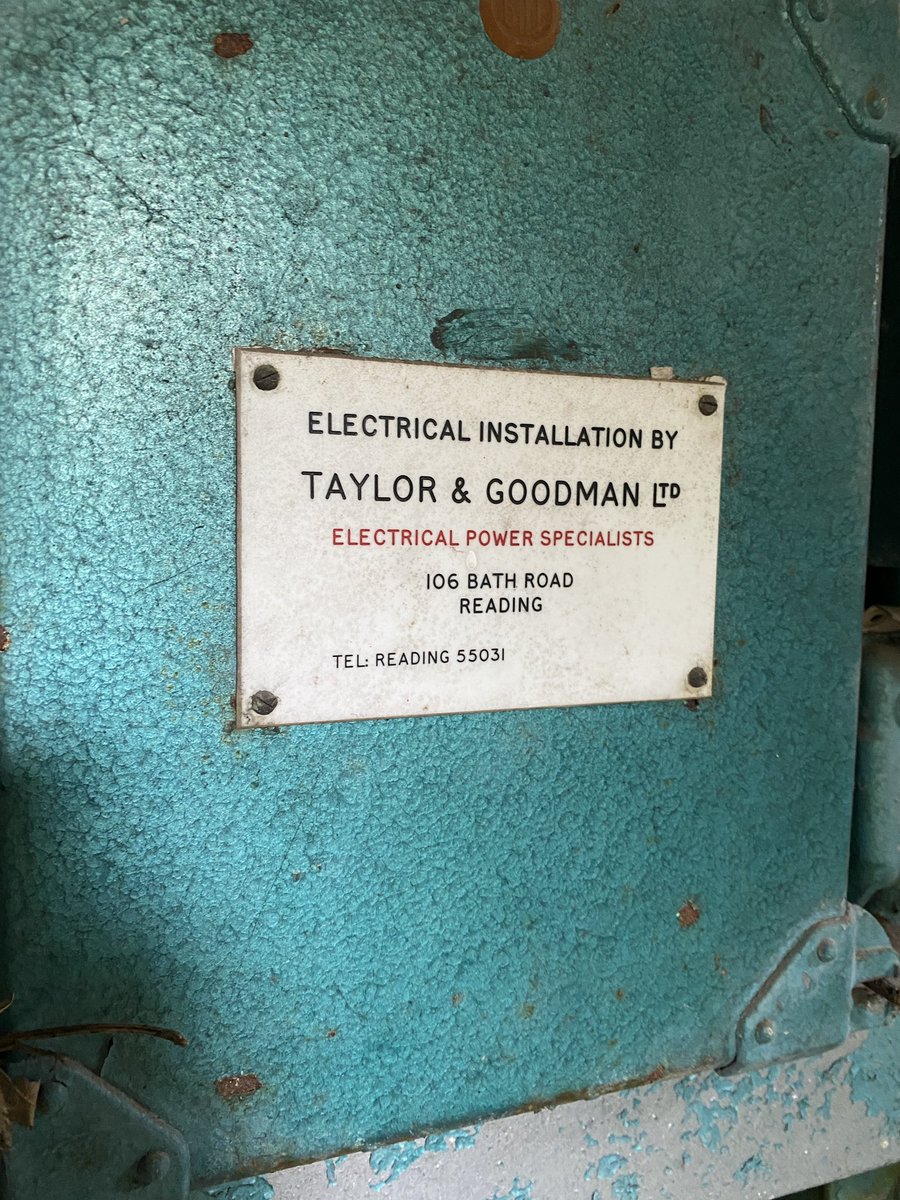 ELECTRICAL INSTALLATION BY
TAYLOR & GOODMAN LTD
ELECTRICAL POWER SPECIALISTS
106 BATH ROAD
READING
TEL: READING 55031